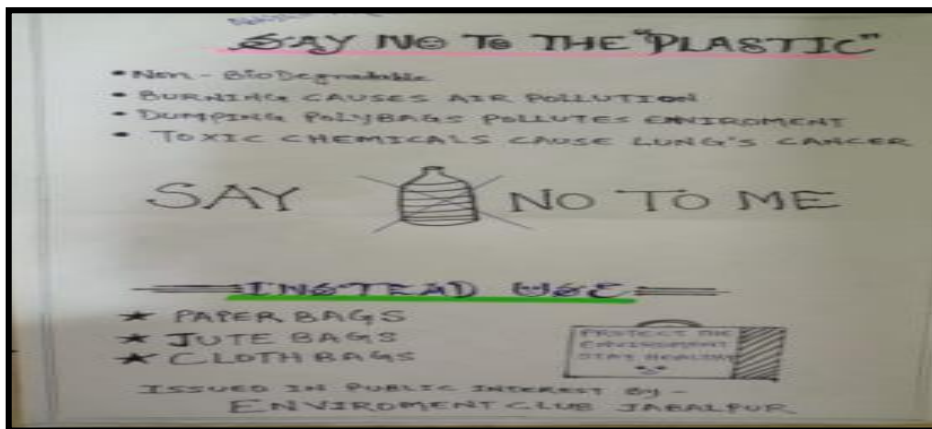 SAY NO TO THE "PLASTIC"
• Non-BioDegradable
• BURNING CAUSES AIR POLLUTION
• DUMPING POLYBAGS POLLUTES ENVIROMENT
• TOXIC CHEMICALS CAUSE LUNG'S CANCER
SAY NO TO ME
INSTEAD USE
★ PAPER BAGS
★ JUTE BAGS
★ CLOTH BAGS
PROTECT THE
ENVIRONMENT
STAY HEALTHY
ISSUED IN PUBLIC INTEREST By -
ENVIROMENT CLUB JABALPUR